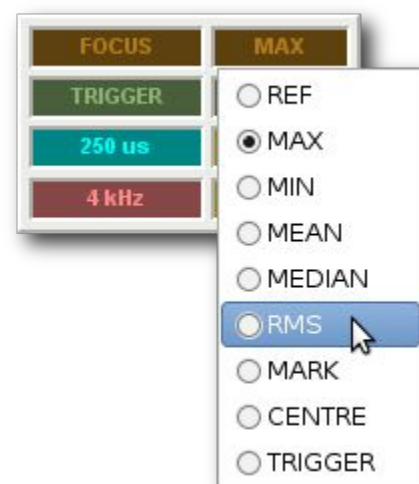 FOCUS MAX
TRIGGER
250 us
4 kHz
REF
MAX
MIN
MEAN
MEDIAN
RMS
MARK
CENTRE
TRIGGER